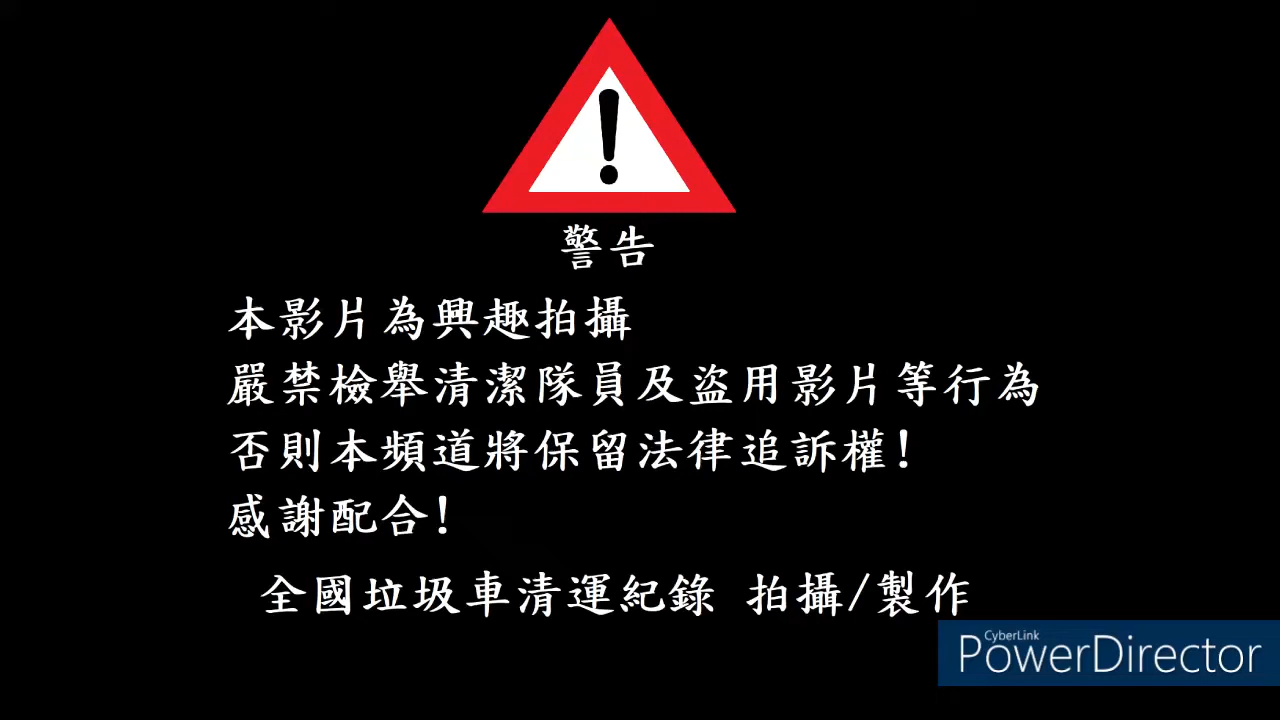 警告
本影片為興趣拍攝
嚴禁檢舉清潔隊員及盜用影片等行為
否則本頻道將保留法律追訴權!
感謝配合!
全國垃圾車清運紀錄 拍攝/製作
CyberLink
PowerDirector